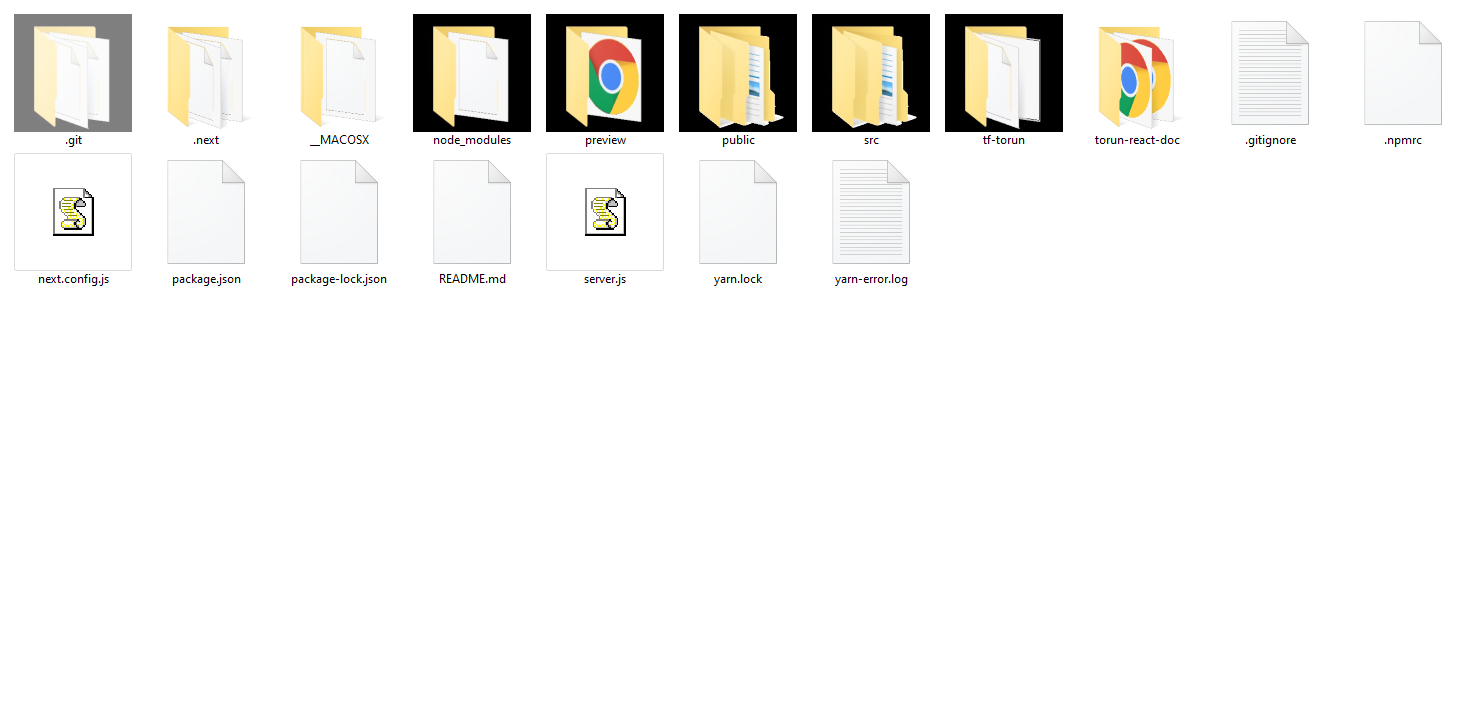 .git
.next
__MACOSX
node_modules
preview
public
src
tf-torun
torun-react-doc
.gitignore
.npmrc
next.config.js
package.json
package-lock.json
README.md
server.js
yarn.lock
yarn-error.log